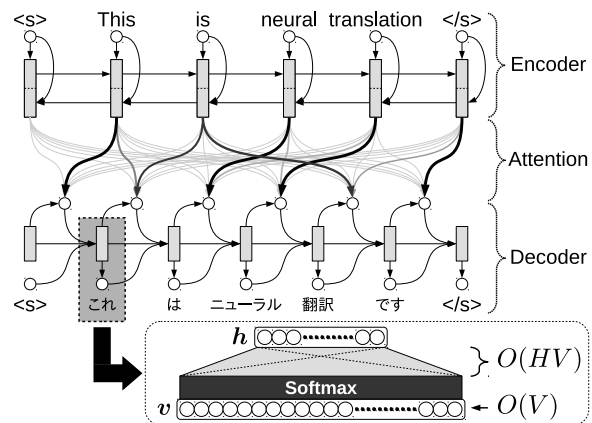 <s> This is neural translation </s>
Encoder
Attention
Decoder
<s> これ は ニューラル 翻訳 です </s>
h
O(HV)
Softmax
v O(V)